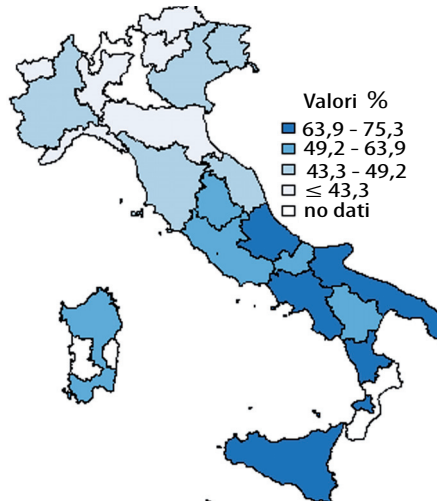 Valori %
63,9 - 75,3
49,2 - 63,9
43,3 - 49,2
≤ 43,3
no dati